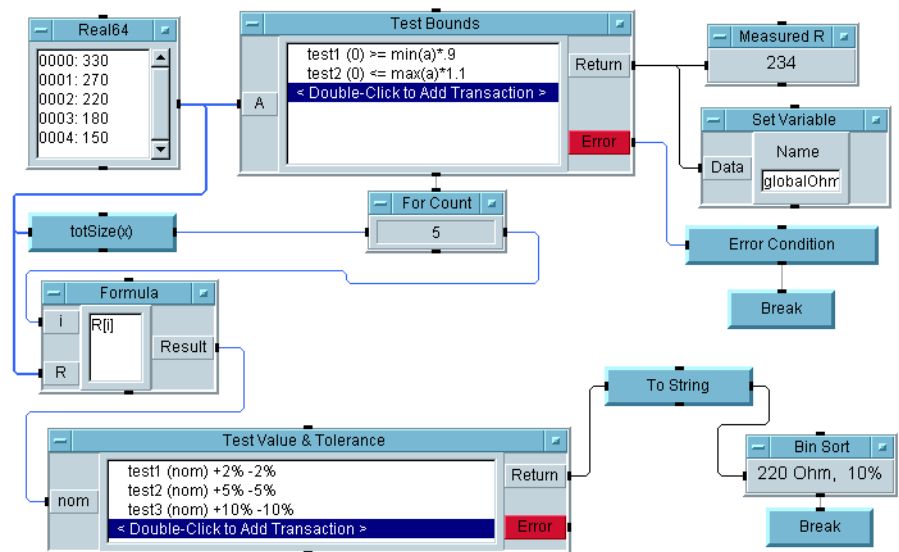 Real64
0000: 330
0001: 270
0002: 220
0003: 180
0004: 150
Test Bounds
A
test1 (0) >= min(a)*.9
test2 (0) <= max(a)*1.1
< Double-Click to Add Transaction >
Return
Error
Measured R
234
Set Variable
Data
Name
globalOhm
totSize(x)
For Count
5
Error Condition
Break
Formula
i
R
R[i]
Result
To String
Test Value & Tolerance
nom
test1 (nom) +2% -2%
test2 (nom) +5% -5%
test3 (nom) +10% -10%
< Double-Click to Add Transaction >
Return
Error
Bin Sort
220 Ohm, 10%
Break